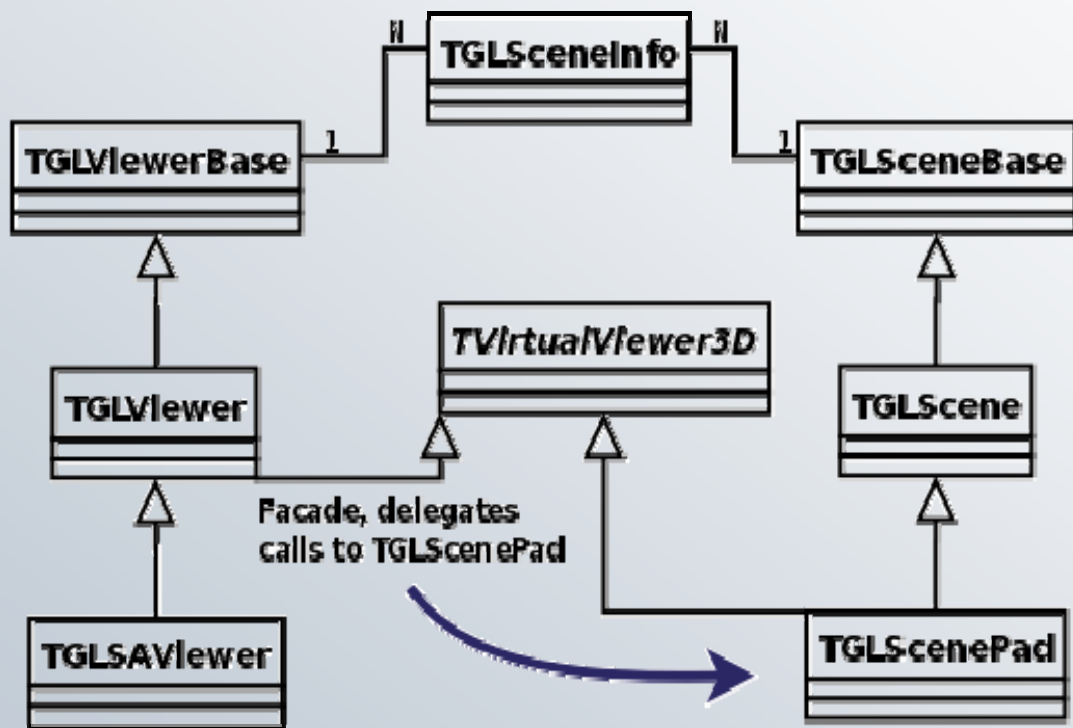 N
TGLSceneInfo
N
TGLViewerBase
1
1
TGLSceneBase
TVirtualViewer3D
TGLViewer
TGLScene
Facade, delegates
calls to TGLScenePad
TGLSAViewer
TGLScenePad